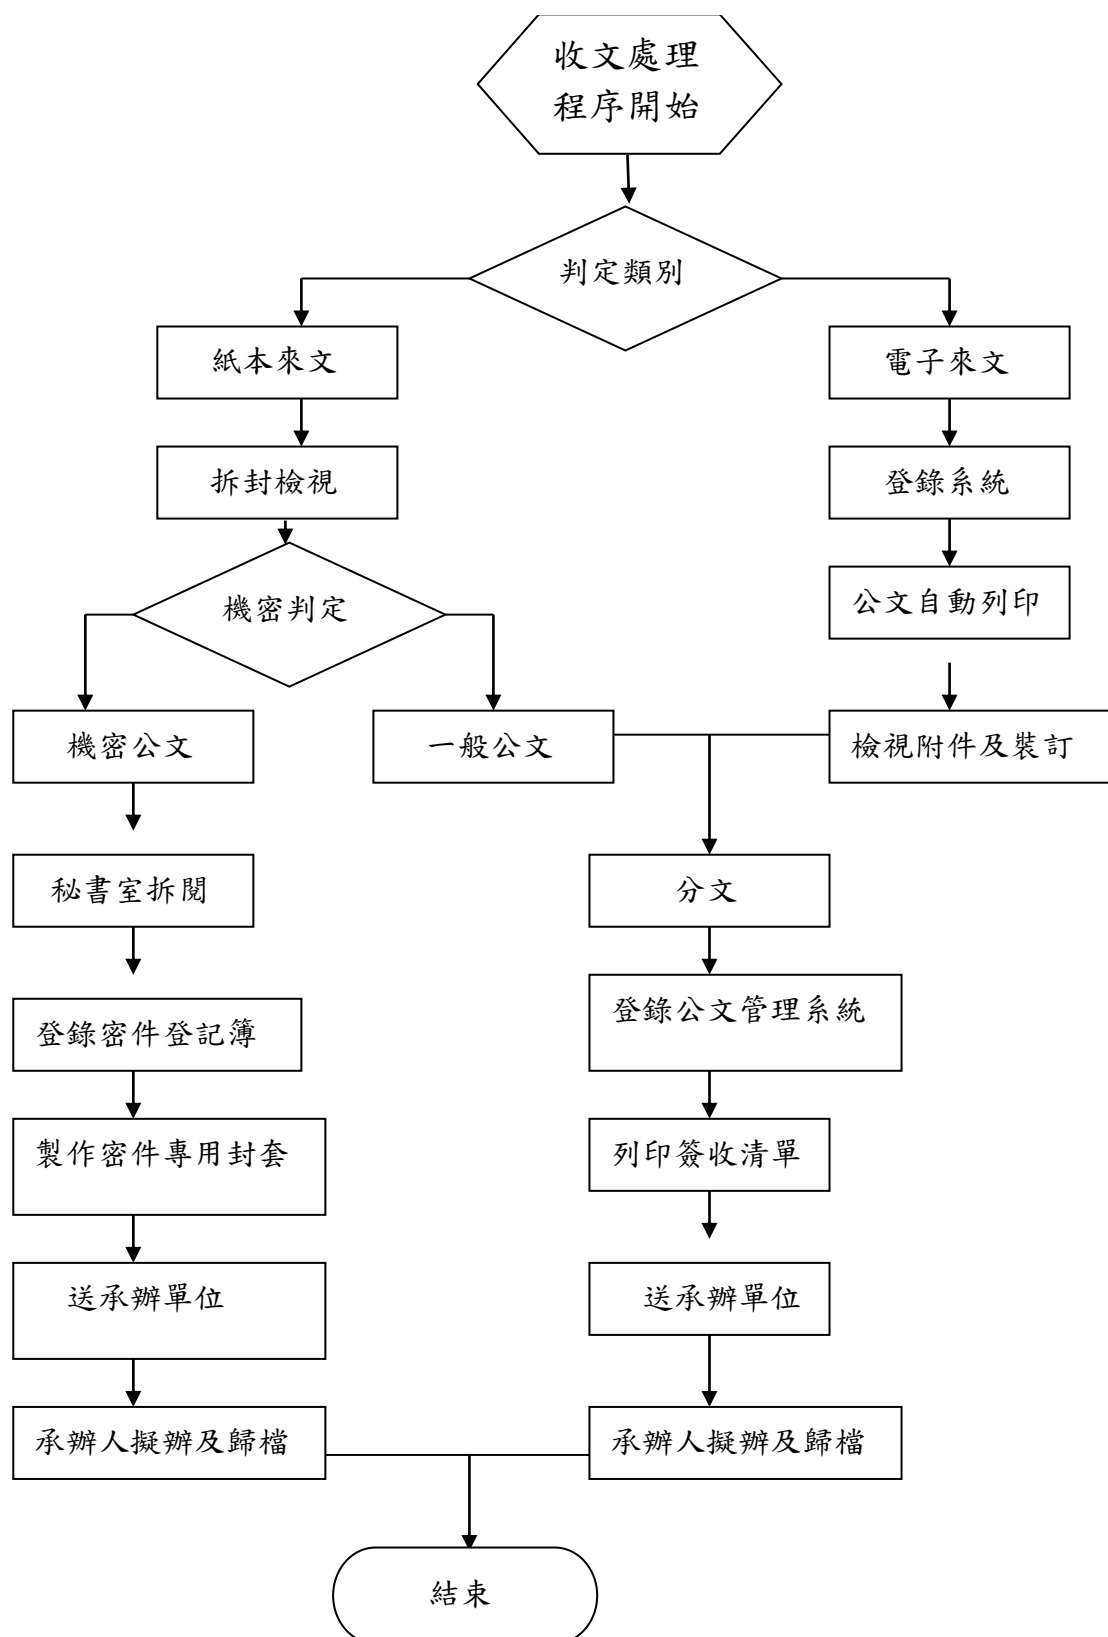 收文處理
程序開始
判定類別
紙本來文
電子來文
拆封檢視
登錄系統
機密判定
公文自動列印
機密公文
一般公文
檢視附件及裝訂
秘書室拆閱
分文
登錄密件登記簿
登錄公文管理系統
製作密件專用封套
列印簽收清單
送承辦單位
送承辦單位
承辦人擬辦及歸檔
承辦人擬辦及歸檔
結束